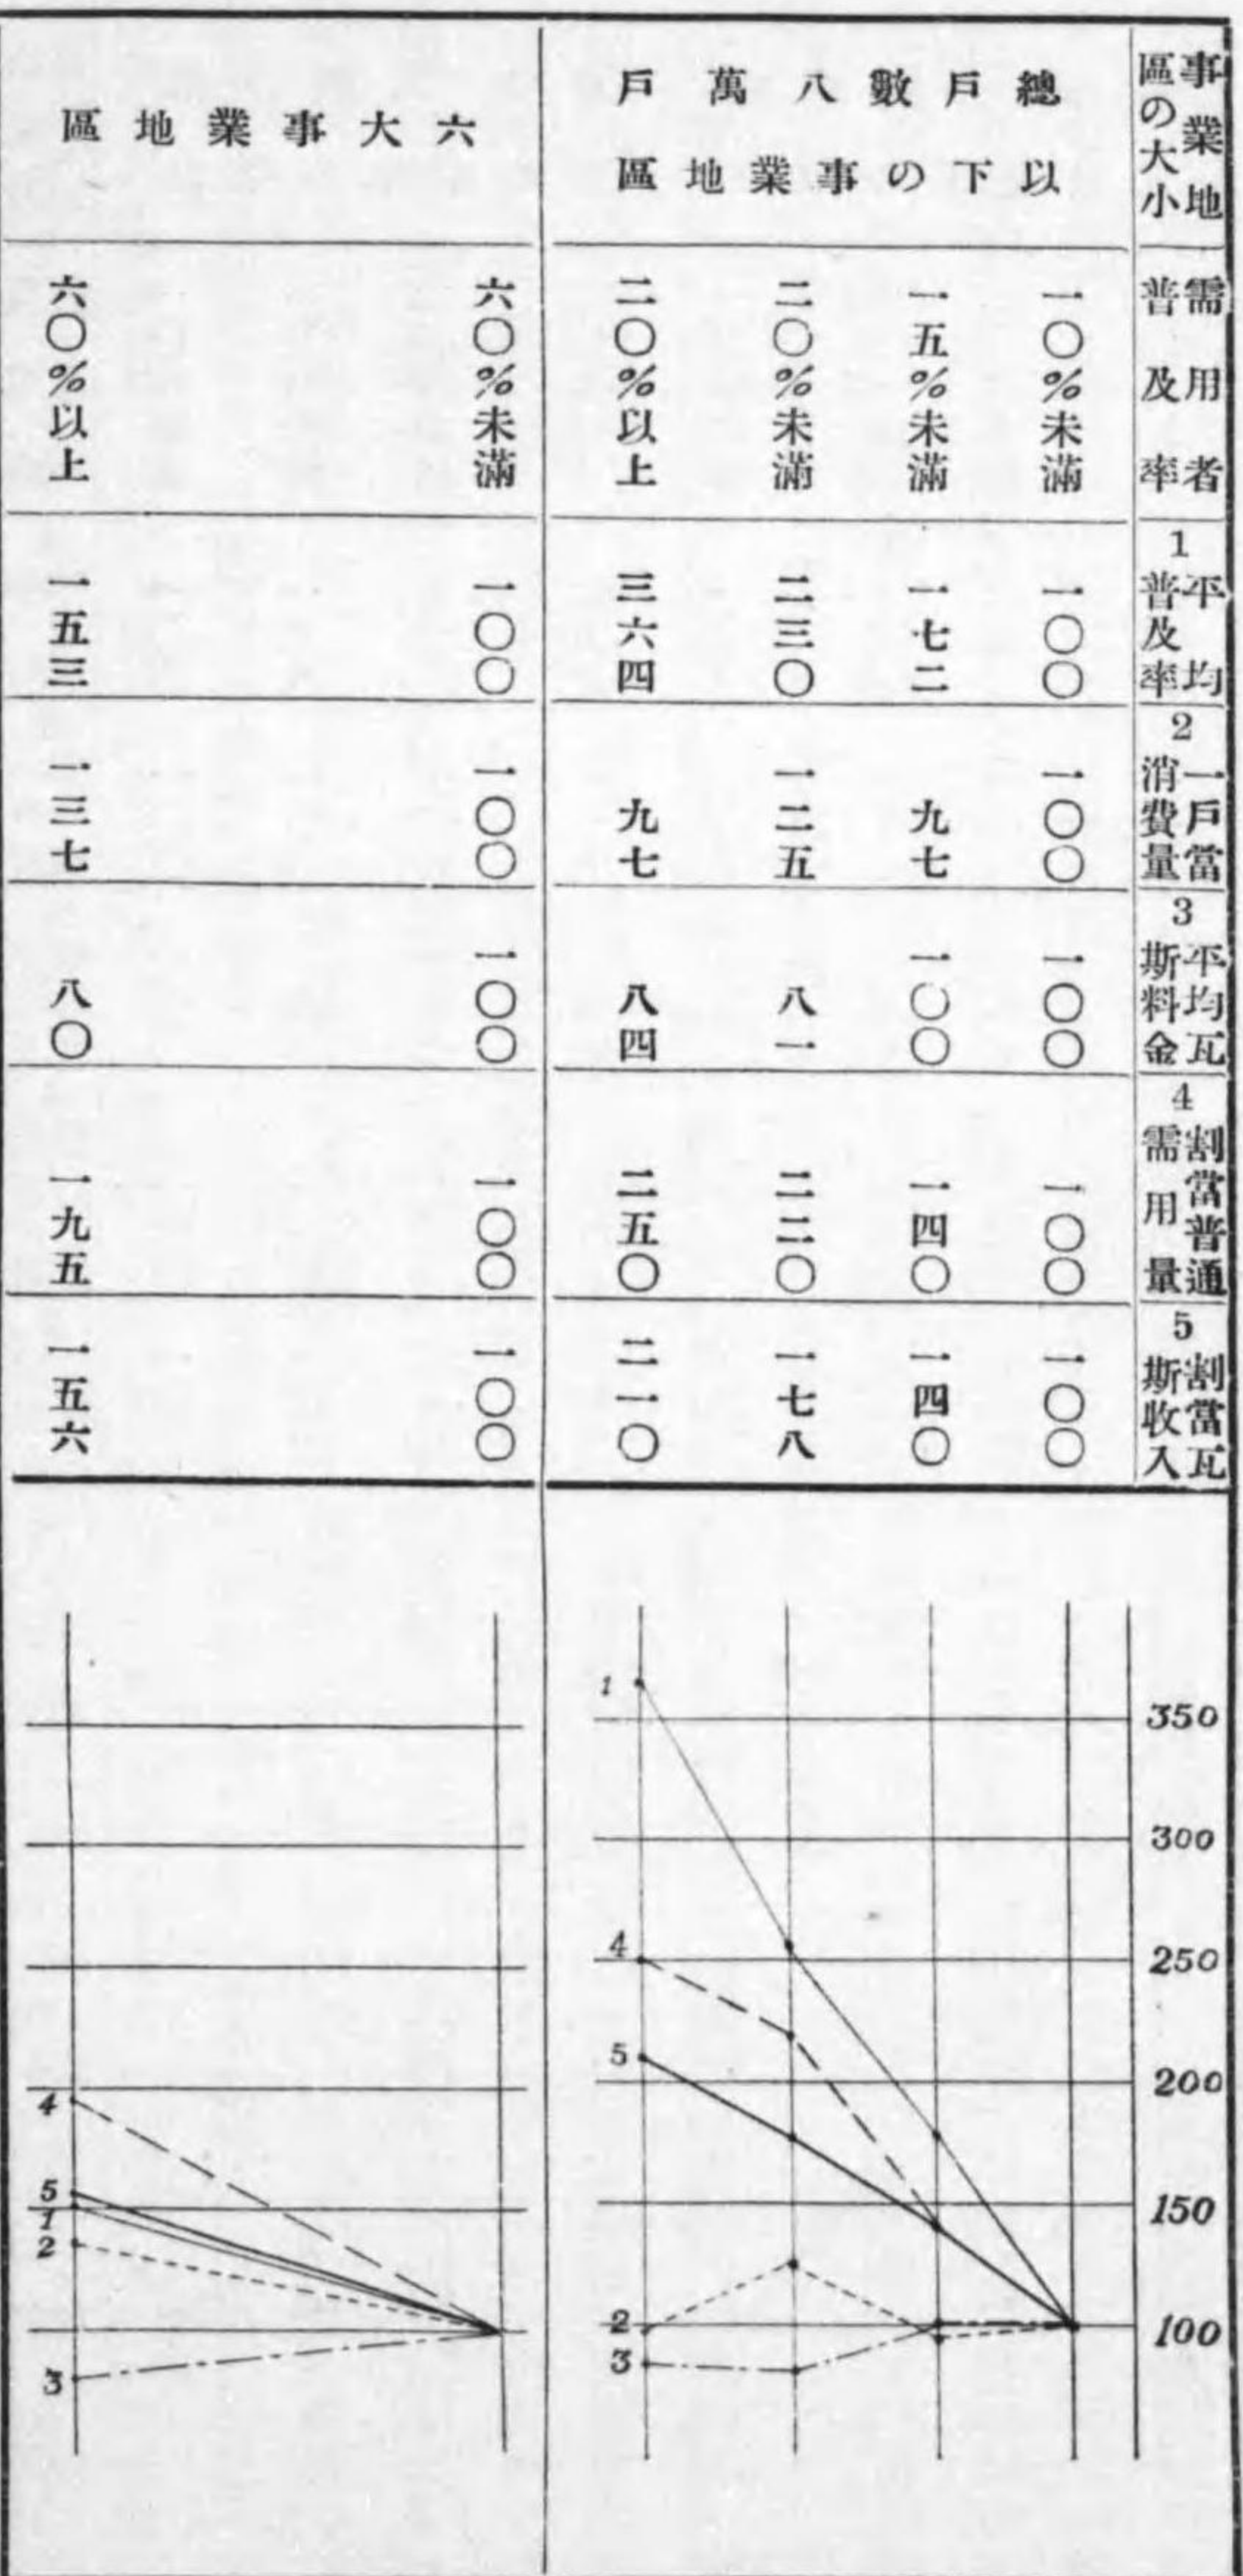 事業地
區の大小
需用者
普及率
1
平均
普及率
2
一戶當
消費量
3
平均瓦
斯料金
4
割當普通
需用量
5
割當瓦
斯收入
總戶數八萬戶
以下の事業地區
一〇%未滿
一〇〇
一〇〇
一〇〇
一〇〇
一〇〇
一五%未滿
一七二
九七
一〇〇
一四〇
一四〇
二〇%未滿
二三〇
一二五
八一
二二〇
一七八
二〇%以上
三六四
九七
八四
二五〇
二一〇
六大事業地區
六〇%未滿
一〇〇
一〇〇
一〇〇
一〇〇
一〇〇
六〇%以上
一五三
一三七
八〇
一九五
一五六
350
300
250
200
150
100
1
4
5
2
3
4
5
1
2
3